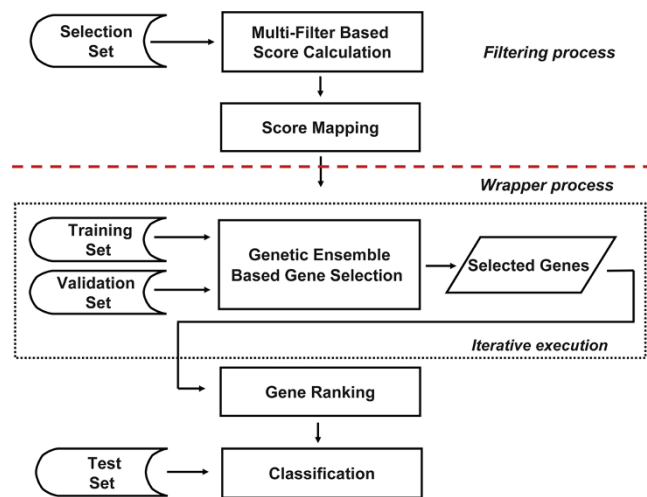 Selection
Set
Multi-Filter Based
Score Calculation
Filtering process
Score Mapping
Wrapper process
Training
Set
Validation
Set
Genetic Ensemble
Based Gene Selection
Selected Genes
Iterative execution
Gene Ranking
Test
Set
Classification